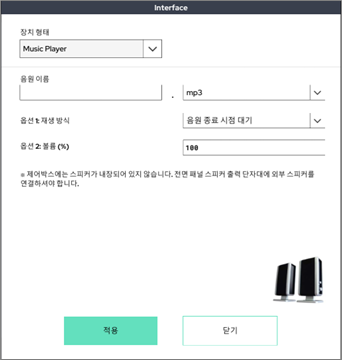 Interface
장치 형태
Music Player
음원 이름
. mp3
옵션 1: 재생 방식 음원 종료 시점 대기
옵션 2: 볼륨 (%) 100
※ 제어박스에는 스피커가 내장되어 있지 않습니다. 전면 패널 스피커 출력 단자대에 외부 스피커를
연결하셔야 합니다.
적용 닫기